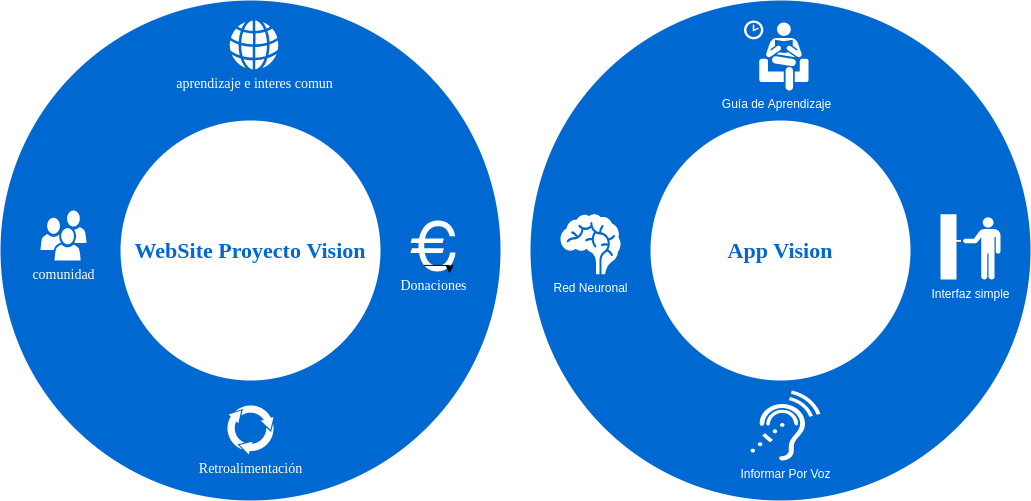 aprendizaje e interes comun
comunidad
WebSite Proyecto Vision
€
Donaciones
Retroalimentación
Guía de Aprendizaje
Red Neuronal
App Vision
Interfaz simple
Informar Por Voz